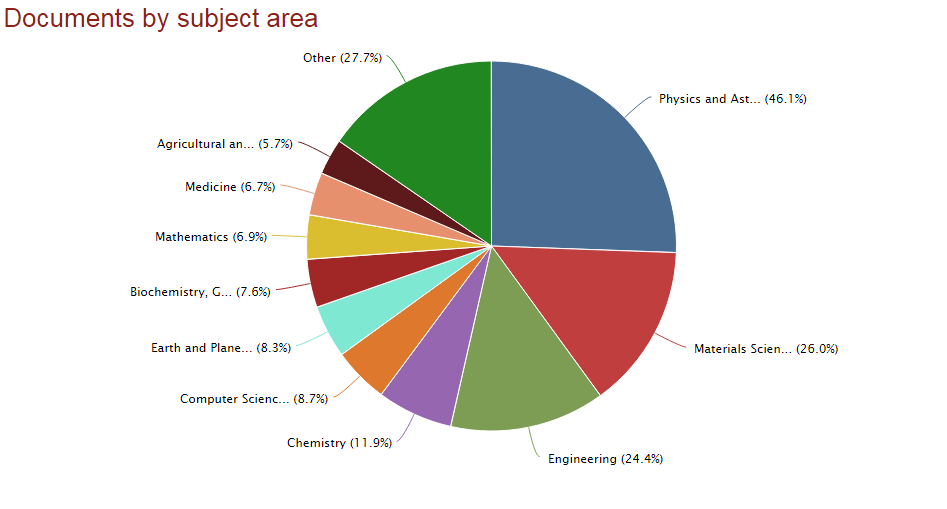 Documents by subject area
Other (27.7%)
Physics and Ast... (46.1%)
Agricultural an... (5.7%)
Medicine (6.7%)
Mathematics (6.9%)
Biochemistry, G... (7.6%)
Earth and Plane... (8.3%)
Materials Scien... (26.0%)
Computer Scienc... (8.7%)
Chemistry (11.9%)
Engineering (24.4%)